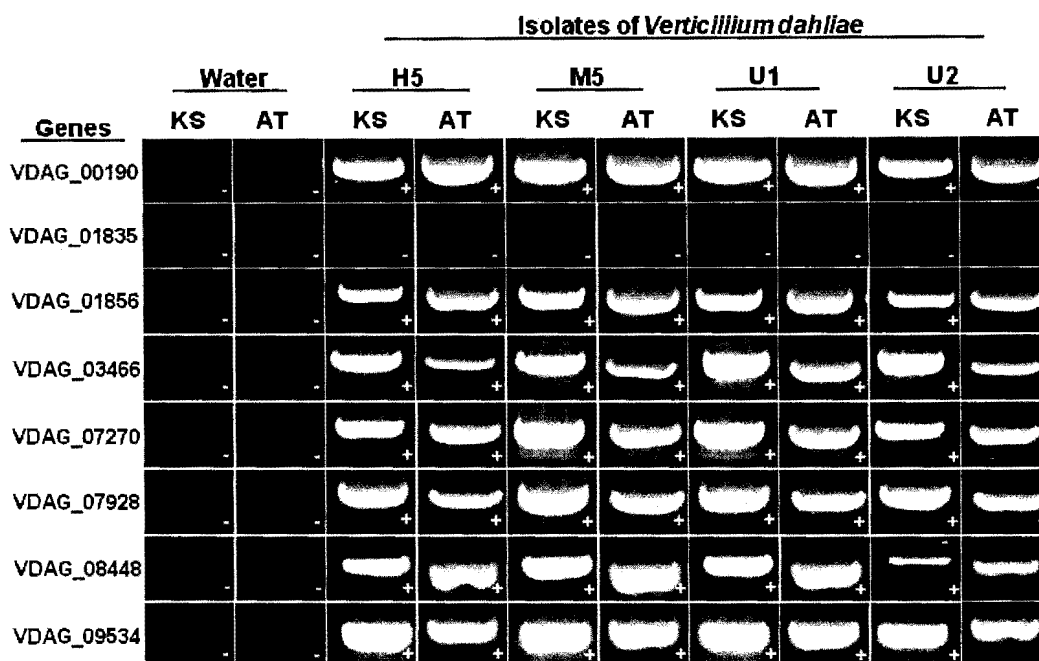 Isolates of Verticillium dahliae
Water H5 M5 U1 U2
Genes KS AT KS AT KS AT KS AT KS AT
VDAG_00190 - - + + + + + + + +
VDAG_01835 - - - - - - - - - -
VDAG_01856 - - + + + + + + + +
VDAG_03466 - - + + + + + + + +
VDAG_07270 - - + + + + + + + +
VDAG_07928 - - + + + + + + + +
VDAG_08448 - - + + + + + + + +
VDAG_09534 - - + + + + + + + +